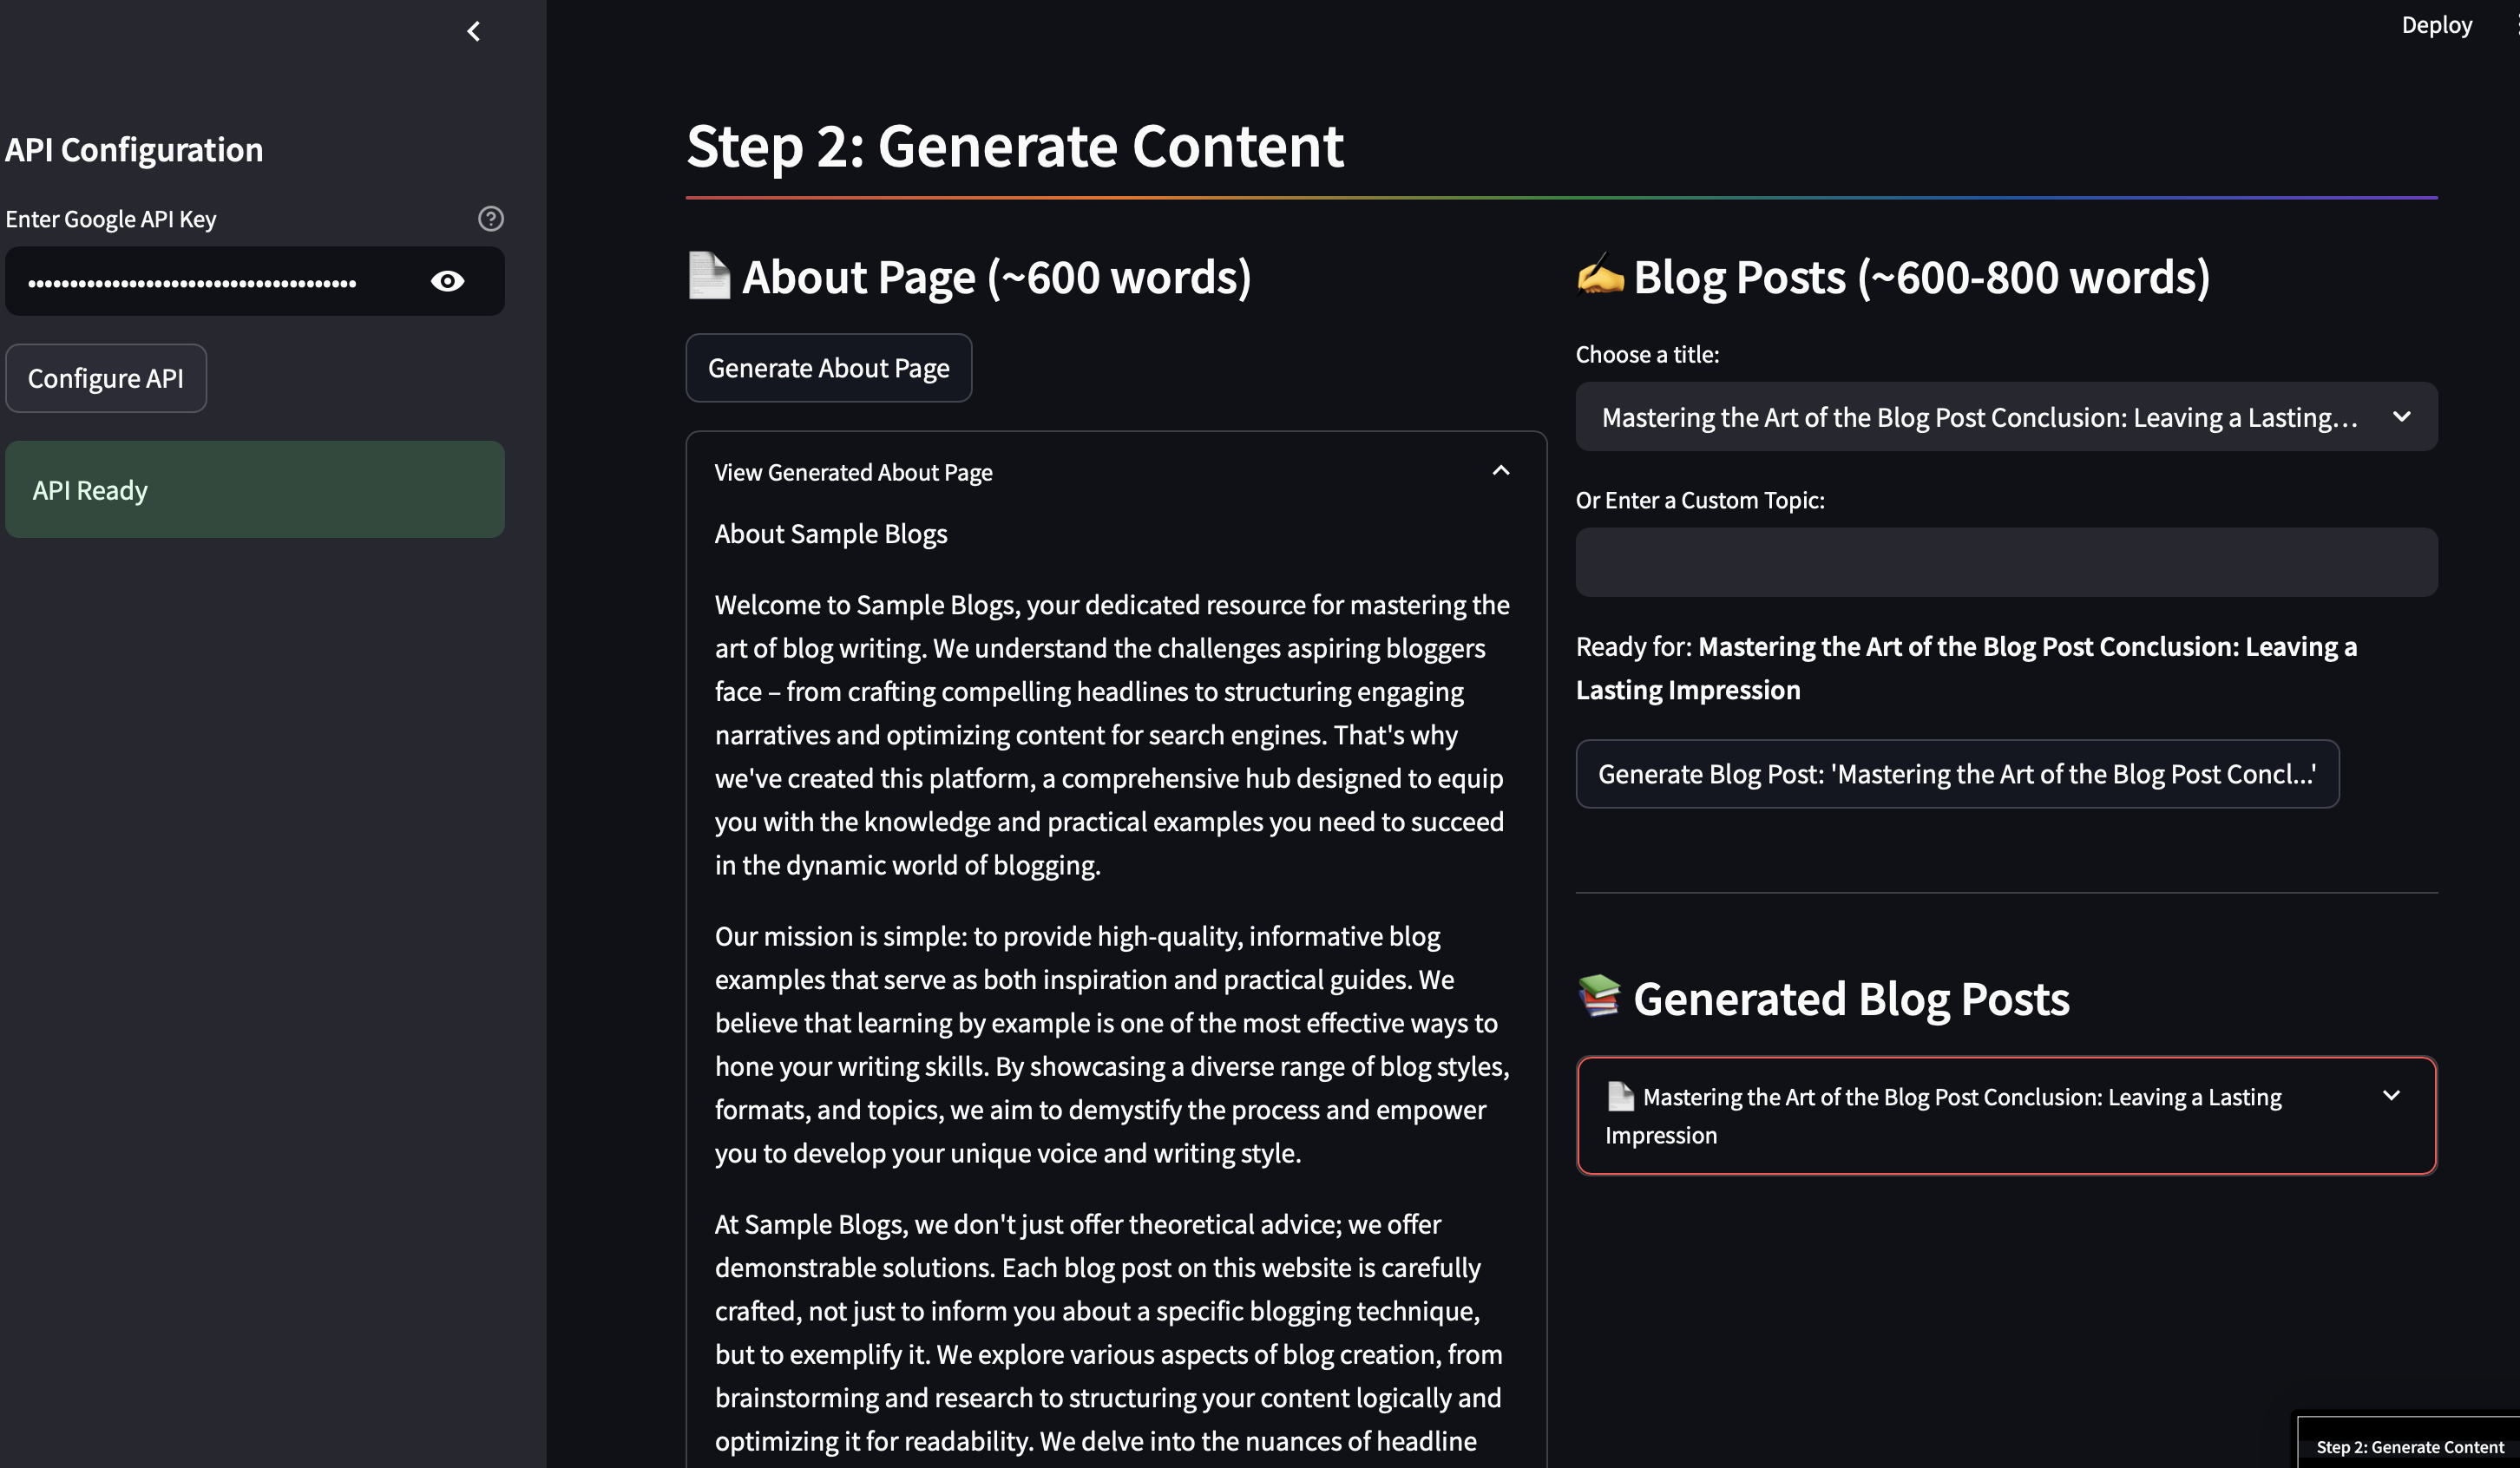 Deploy
API Configuration
Enter Google API Key
Configure API
API Ready
Step 2: Generate Content
About Page (~600 words)
Generate About Page
View Generated About Page
About Sample Blogs
Welcome to Sample Blogs, your dedicated resource for mastering the
art of blog writing. We understand the challenges aspiring bloggers
face – from crafting compelling headlines to structuring engaging
narratives and optimizing content for search engines. That's why
we've created this platform, a comprehensive hub designed to equip
you with the knowledge and practical examples you need to succeed
in the dynamic world of blogging.
Our mission is simple: to provide high-quality, informative blog
examples that serve as both inspiration and practical guides. We
believe that learning by example is one of the most effective ways to
hone your writing skills. By showcasing a diverse range of blog styles,
formats, and topics, we aim to demystify the process and empower
you to develop your unique voice and writing style.
At Sample Blogs, we don't just offer theoretical advice; we offer
demonstrable solutions. Each blog post on this website is carefully
crafted, not just to inform you about a specific blogging technique,
but to exemplify it. We explore various aspects of blog creation, from
brainstorming and research to structuring your content logically and
optimizing it for readability. We delve into the nuances of headline
Blog Posts (~600-800 words)
Choose a title:
Mastering the Art of the Blog Post Conclusion: Leaving a Lasting…
Or Enter a Custom Topic:
Ready for: Mastering the Art of the Blog Post Conclusion: Leaving a
Lasting Impression
Generate Blog Post: 'Mastering the Art of the Blog Post Concl...'
Generated Blog Posts
Mastering the Art of the Blog Post Conclusion: Leaving a Lasting
Impression
Step 2: Generate Content